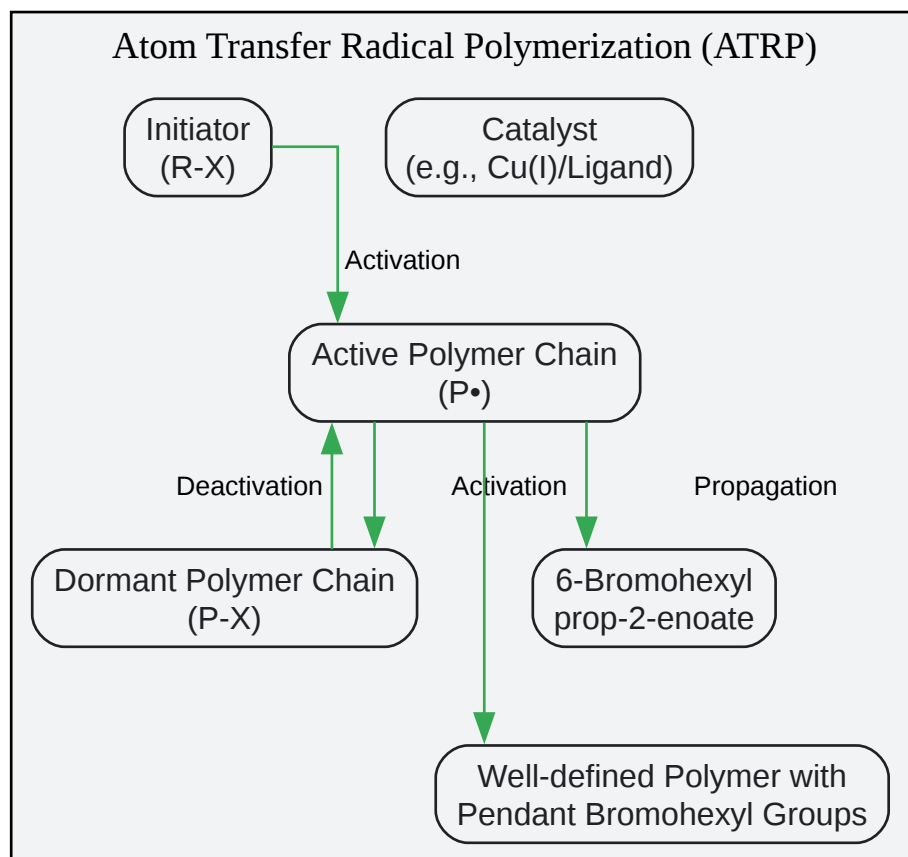 Atom Transfer Radical Polymerization (ATRP)
Initiator
(R-X)
Catalyst
(e.g., Cu(I)/Ligand)
Activation
Active Polymer Chain
(P•)
Deactivation
Activation
Propagation
Dormant Polymer Chain
(P-X)
6-Bromohexyl
prop-2-enoate
Well-defined Polymer with
Pendant Bromohexyl Groups